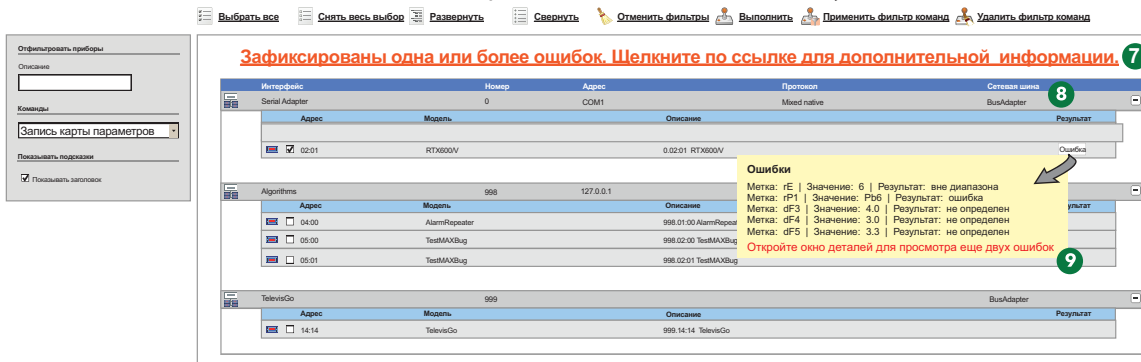 Выбрать все Снять весь выбор Развернуть Свернуть Отменить фильтры Выполнить Применить фильтр команд Удалить фильтр команд
Отфильтровать приборы
Описание
Команды
Запись карты параметров
Показывать подсказки
Показывать заголовок
Зафиксированы одна или более ошибок. Щелкните по ссылке для дополнительной информации. 7
Интерфейс Номер Адрес Протокол Сетевая шина
8
Serial Adapter 0 COM1 Mixed native BusAdapter
Адрес Модель Описание Результат
02:01 RTX600/V 0.02:01 RTX600/V Ошибка
Algorithms 998 127.0.0.1
Адрес Модель Описание
04:00 AlarmRepeater
05:00 TestMAXBug 998.02:00 TestMAXBug
05:01 TestMAXBug 998.02:01 TestMAXBug
Ошибки
Метка: rE | Значение: 6 | Результат: вне диапазона
Метка: rP1 | Значение: Pb6 | Результат: ошибка
Метка: dF3 | Значение: 4.0 | Результат: не определен
Метка: dF4 | Значение: 3.0 | Результат: не определен
Метка: dF5 | Значение: 3.3 | Результат: не определен
Откройте окно деталей для просмотра еще двух ошибок
9
TelevisGo 999 BusAdapter
Адрес Модель Описание Результат
14:14 TelevisGo 999.14:14 TelevisGo